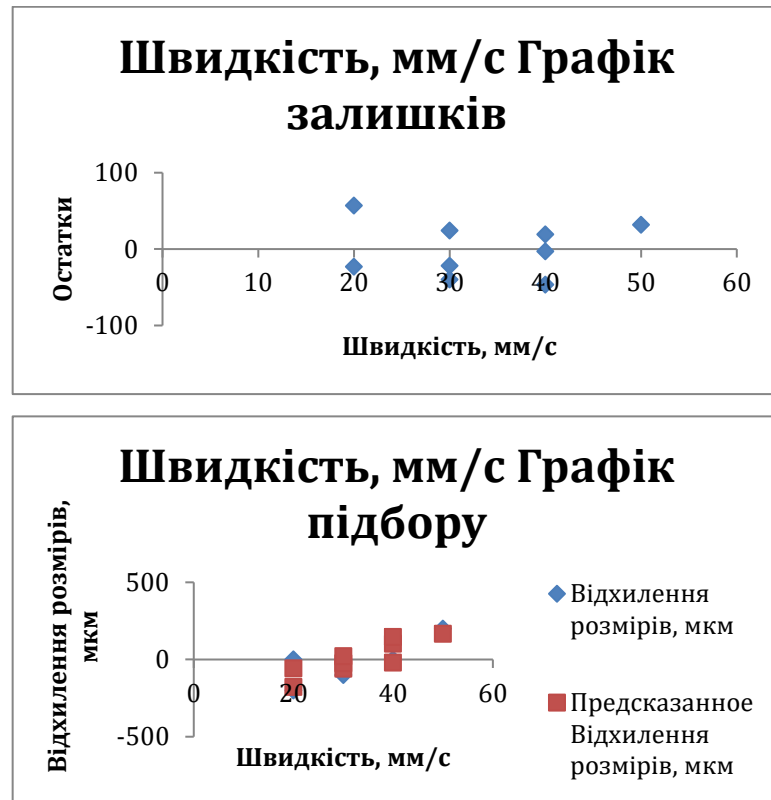 Швидкість, мм/с Графік
залишків
Остатки
100
0
-100
0
10
20
30
40
50
60
Швидкість, мм/с
Швидкість, мм/с Графік
підбору
Відхилення розмірів,
мкм
500
0
-500
0
20
40
60
Швидкість, мм/с
Відхилення
розмірів, мкм
Предсказанное
Відхилення
розмірів, мкм